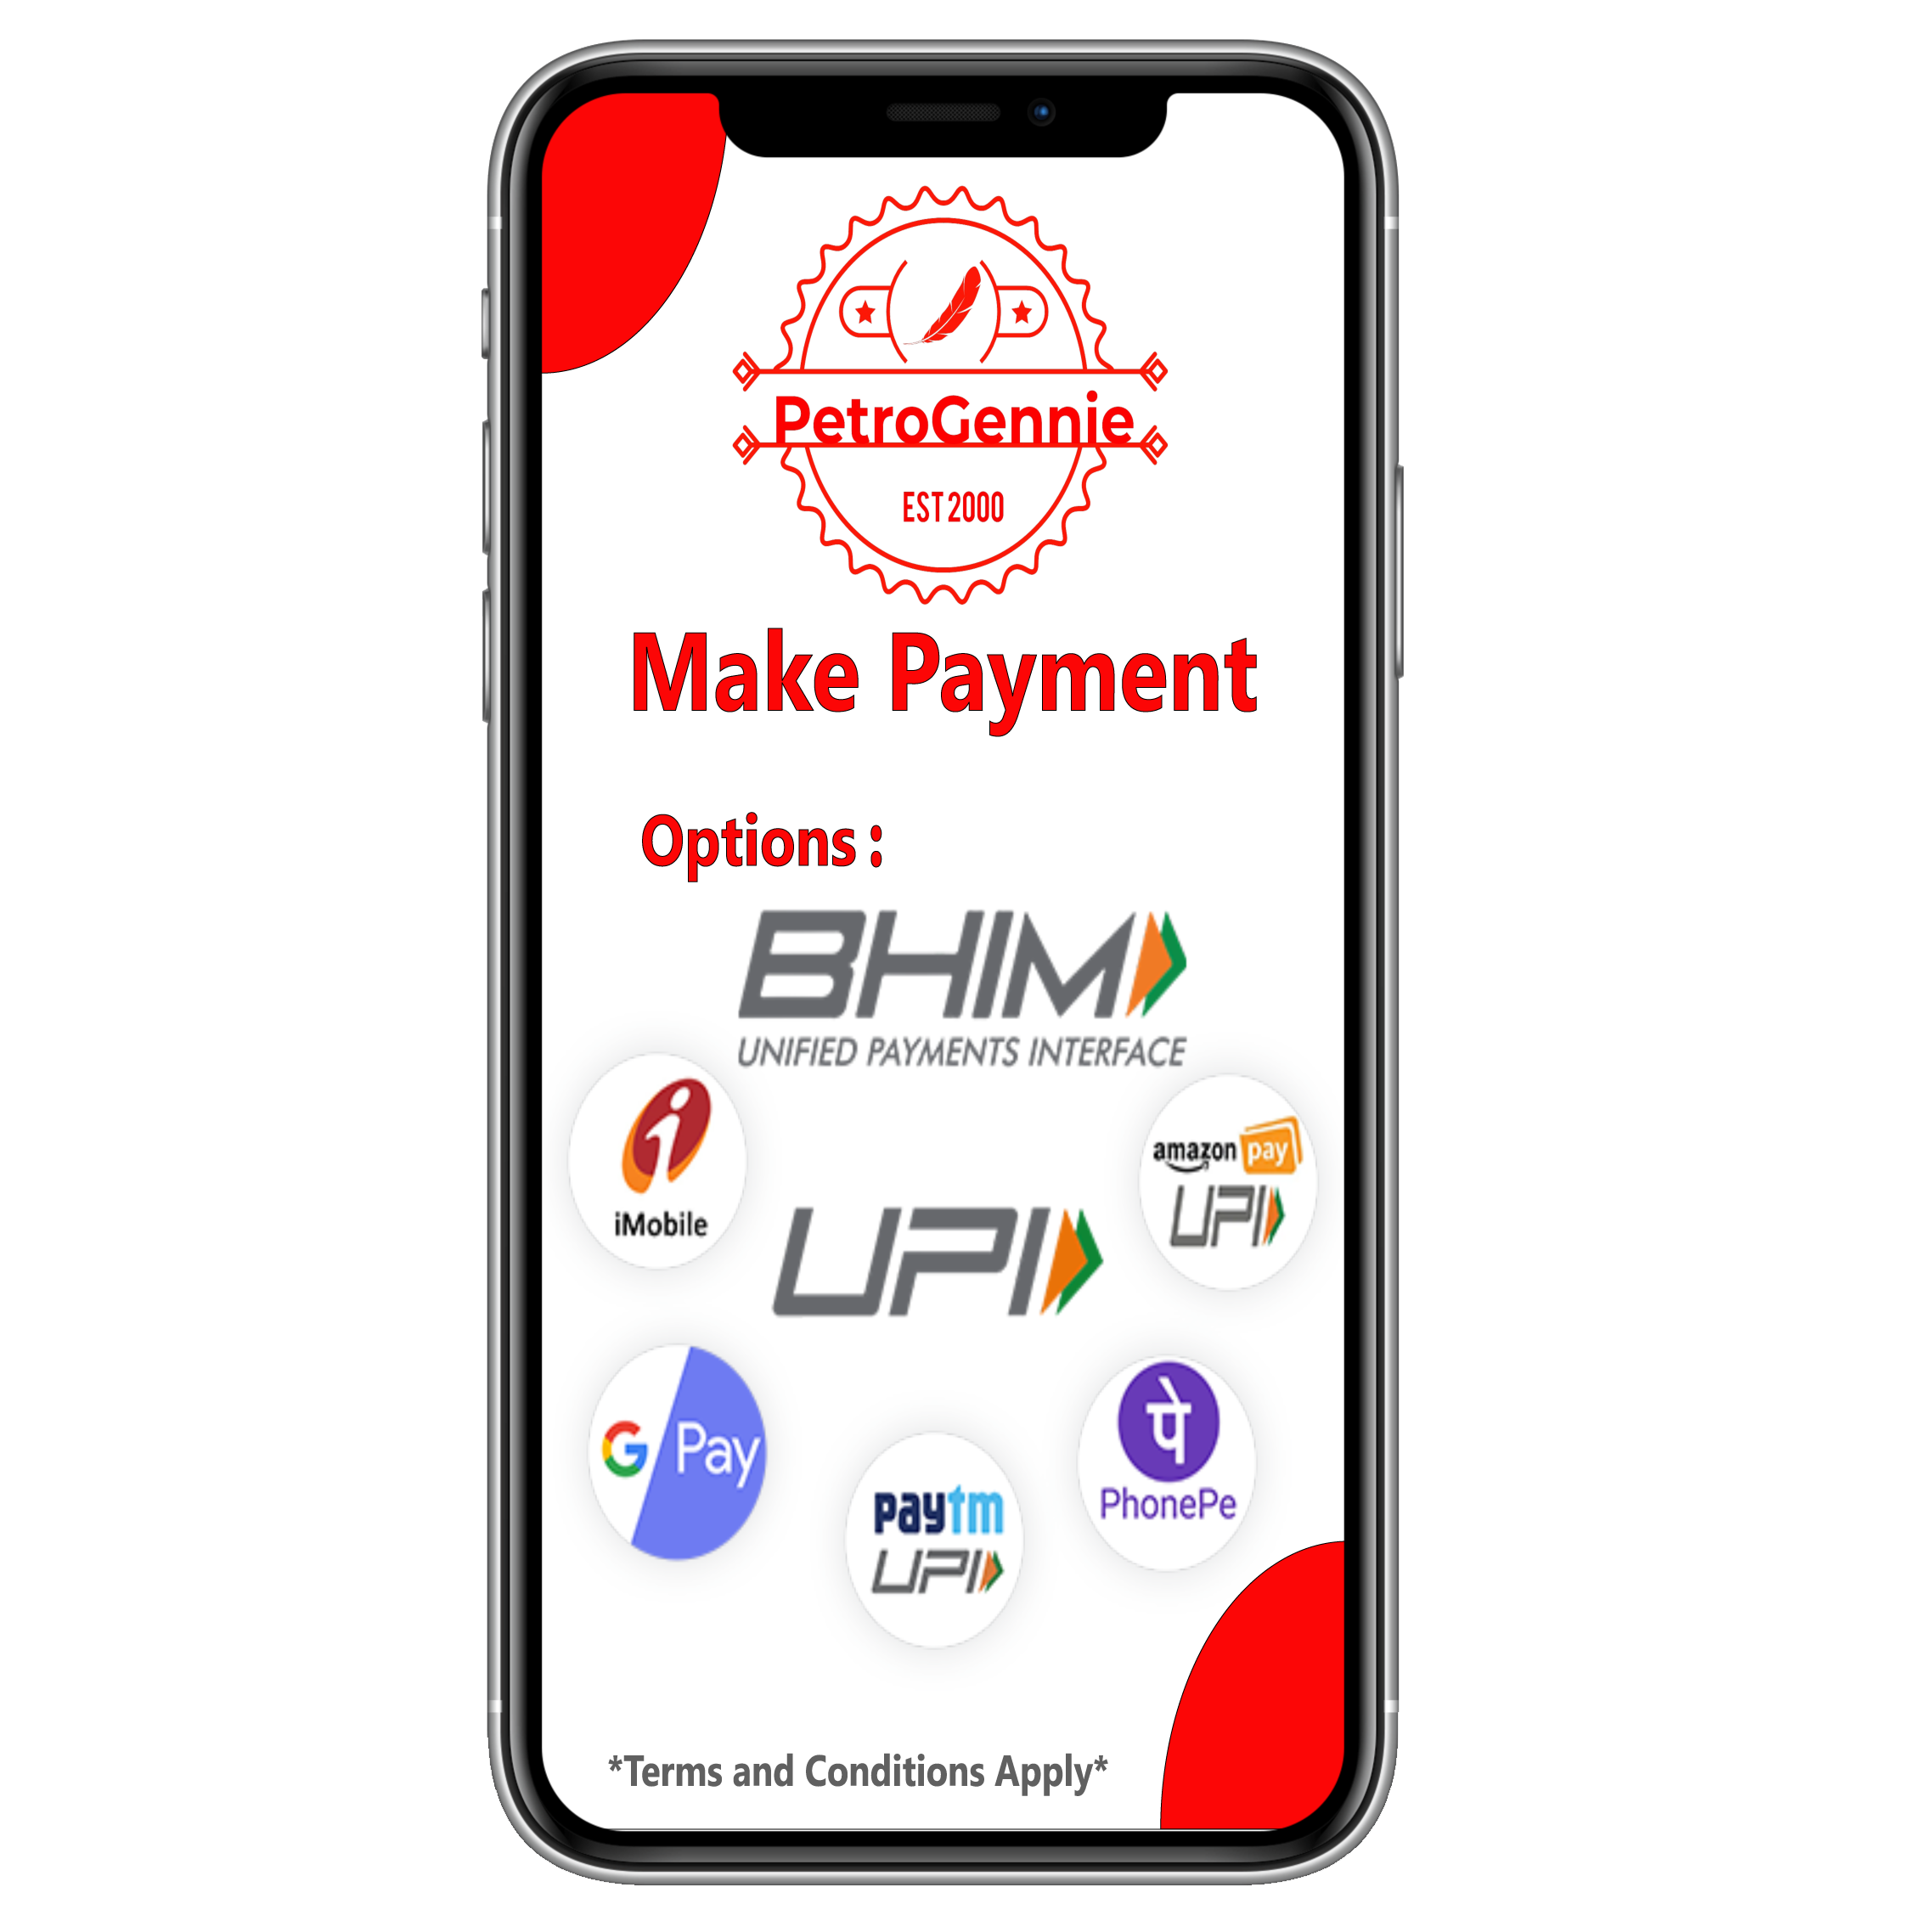 PetroGennie
EST 2000
Make Payment
Options :
BHIM
UNIFIED PAYMENTS INTERFACE
i
iMobile
amazon pay
UPI
UPI
G Pay
पे
PhonePe
paytm
UPI
*Terms and Conditions Apply*